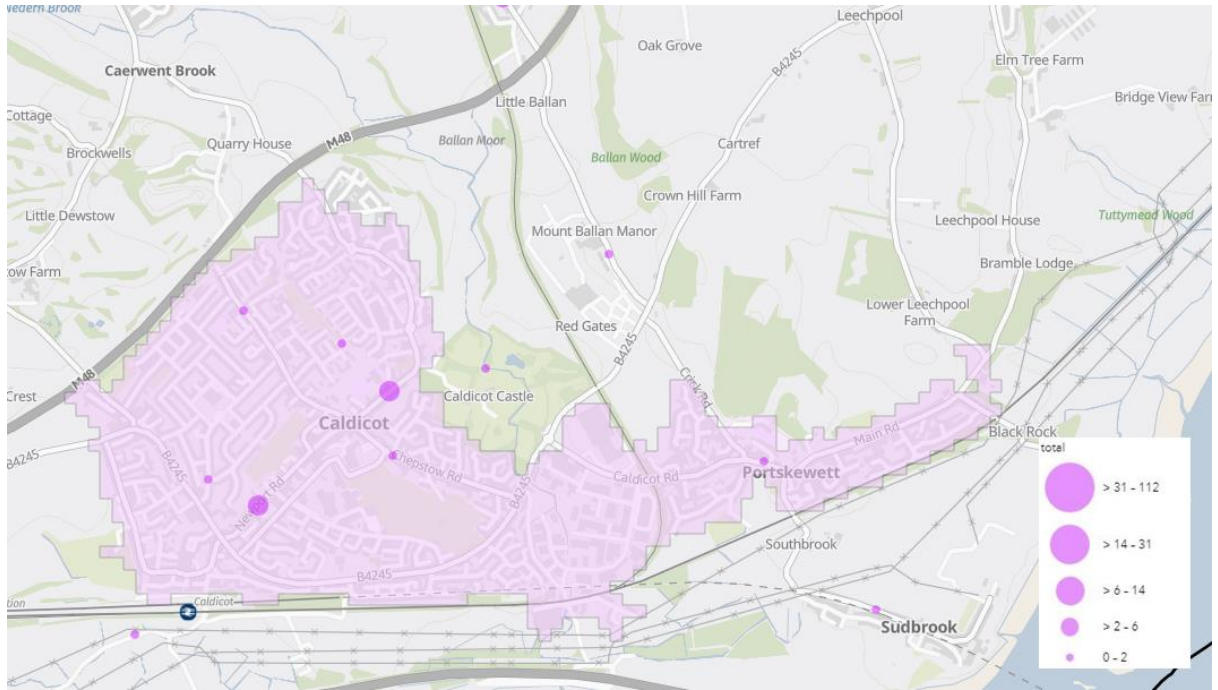 Nedern Brook
Leechpool
Oak Grove
B4245
Elm Tree Farm
Caerwent Brook
Bridge View Farm
Little Ballan
Cottage
M48
Quarry House
Ballan Moor
Cartref
Brockwells
Ballan Wood
Crown Hill Farm
Little Dewstow
Leechpool House
Tuttymead Wood
Mount Ballan Manor
Bramble Lodge
Lower Leechpool
Farm
Red Gates
B4245
M48
Crest
Crick Rd
Caldicot Castle
Caldicot
Main Rd
Black Rock
B4245
B4245
Chepstow Rd
Caldicot Rd
Portskewett
B4245
Newport Rd
total
> 31 - 112
> 14 - 31
> 6 - 14
> 2 - 6
0 - 2
Southbrook
B4245
Caldicot
Sudbrook